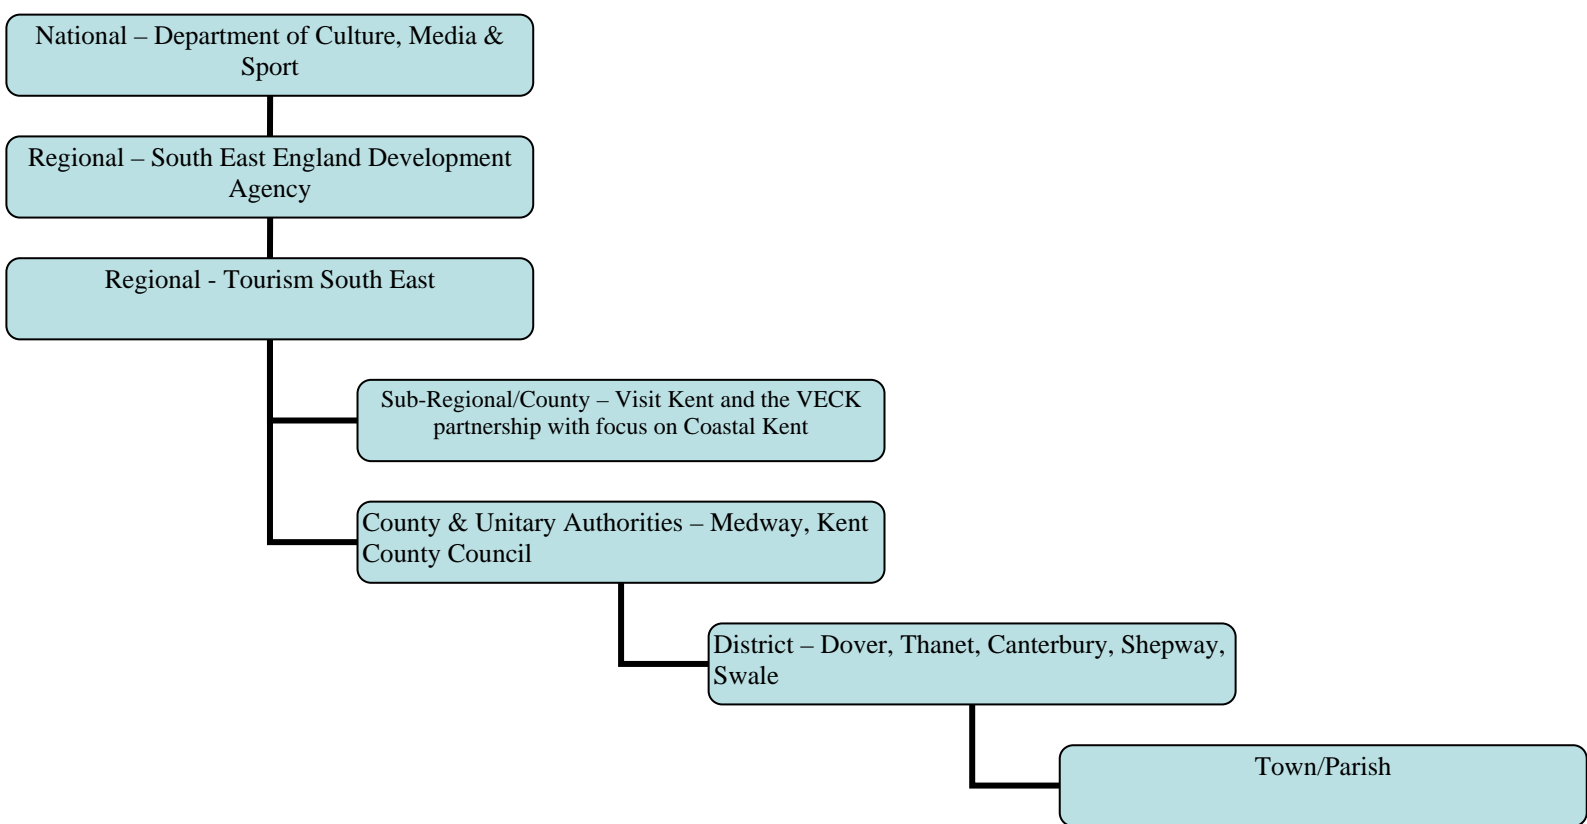 National – Department of Culture, Media &
Sport
Regional – South East England Development
Agency
Regional - Tourism South East
Sub-Regional/County – Visit Kent and the VECK
partnership with focus on Coastal Kent
County & Unitary Authorities – Medway, Kent
County Council
District – Dover, Thanet, Canterbury, Shepway,
Swale
Town/Parish